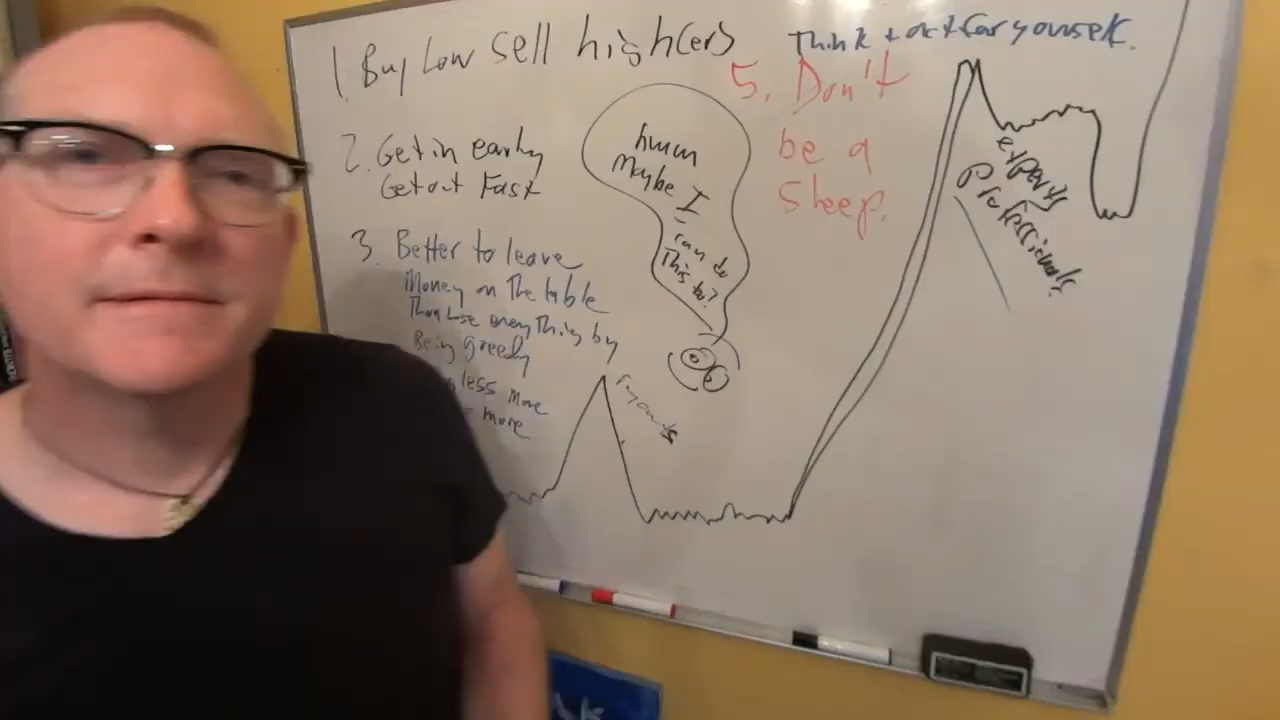 1. Buy Low sell high(er)
2. Get in early
Get out Fast
3. Better to leave
Money on the table
Than lose everything by
Being greedy
less more
more
humm
Maybe I
can do
This to?
Think + act for yourself.
5. Don't
be a
Sheep.
experts
Professionals